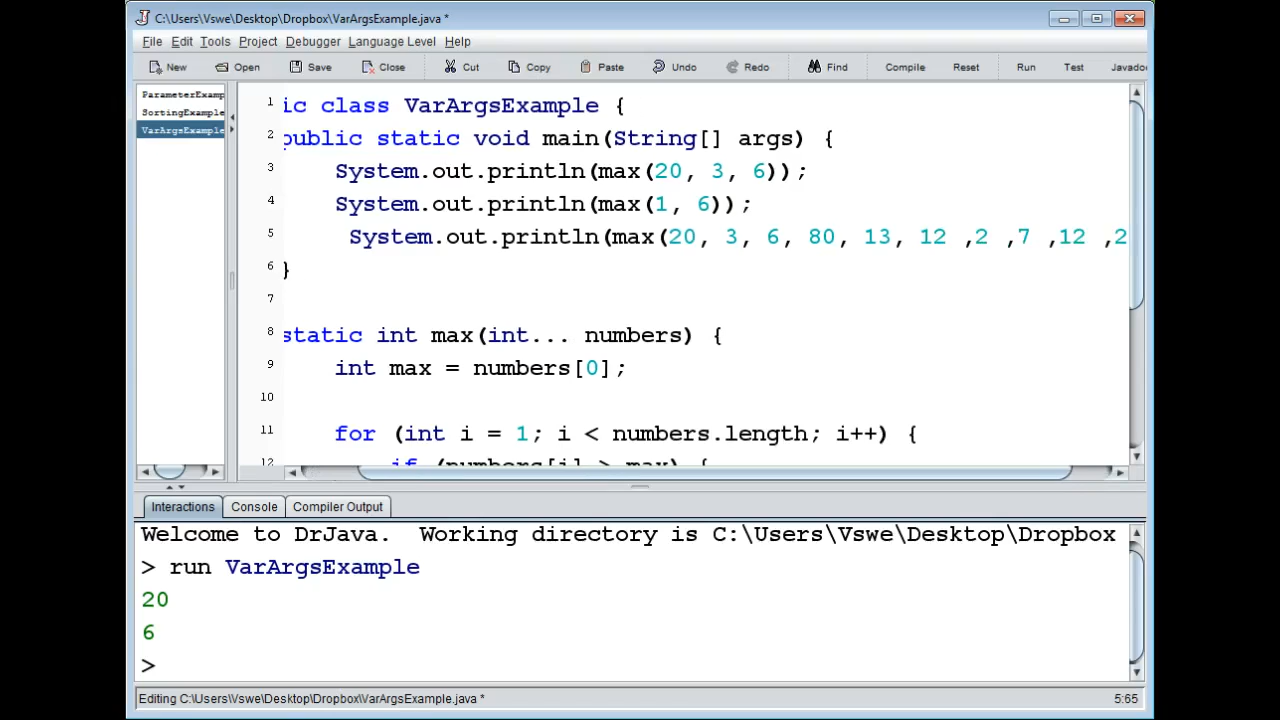 C:\Users\Vswe\Desktop\Dropbox\VarArgsExample.java *
File Edit Tools Project Debugger Language Level Help
New Open Save Close Cut Copy Paste Undo Redo Find Compile Reset Run Test Javado
ParameterExamp
SortingExample
VarArgsExample
1 ic class VarArgsExample {
2 public static void main(String[] args) {
3 System.out.println(max(20, 3, 6));
4 System.out.println(max(1, 6));
5 System.out.println(max(20, 3, 6, 80, 13, 12 ,2 ,7 ,12 ,2
6 }
7
8 static int max(int... numbers) {
9 int max = numbers[0];
10
11 for (int i = 1; i < numbers.length; i++) {
12 if (numbers[i] > max) {
Interactions Console Compiler Output
Welcome to DrJava. Working directory is C:\Users\Vswe\Desktop\Dropbox
> run VarArgsExample
20
6
>
Editing C:\Users\Vswe\Desktop\Dropbox\VarArgsExample.java * 5:65